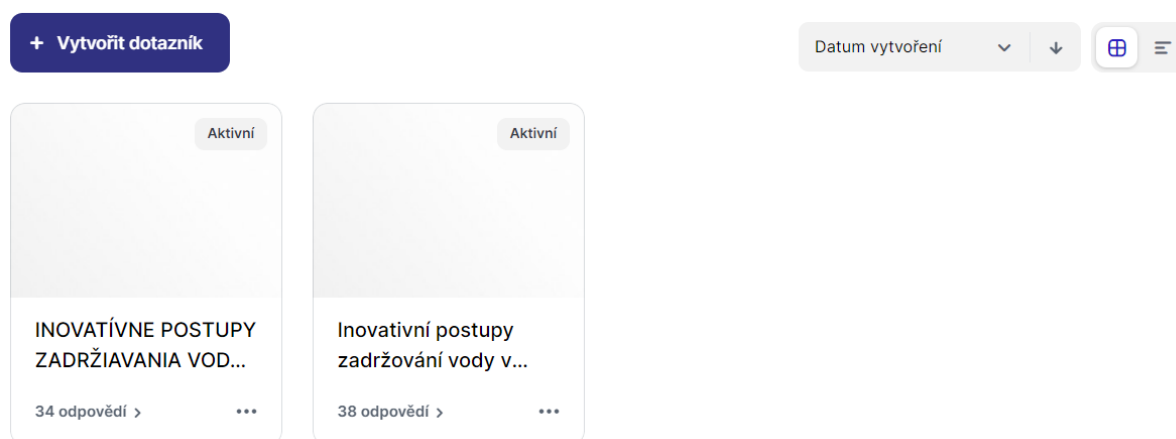 + Vytvořit dotazník
Datum vytvoření
Aktivní
INOVATÍVNE POSTUPY
ZADRŽIAVANIA VOD...
34 odpovědí >
Aktivní
Inovativní postupy
zadržování vody v...
38 odpovědí >